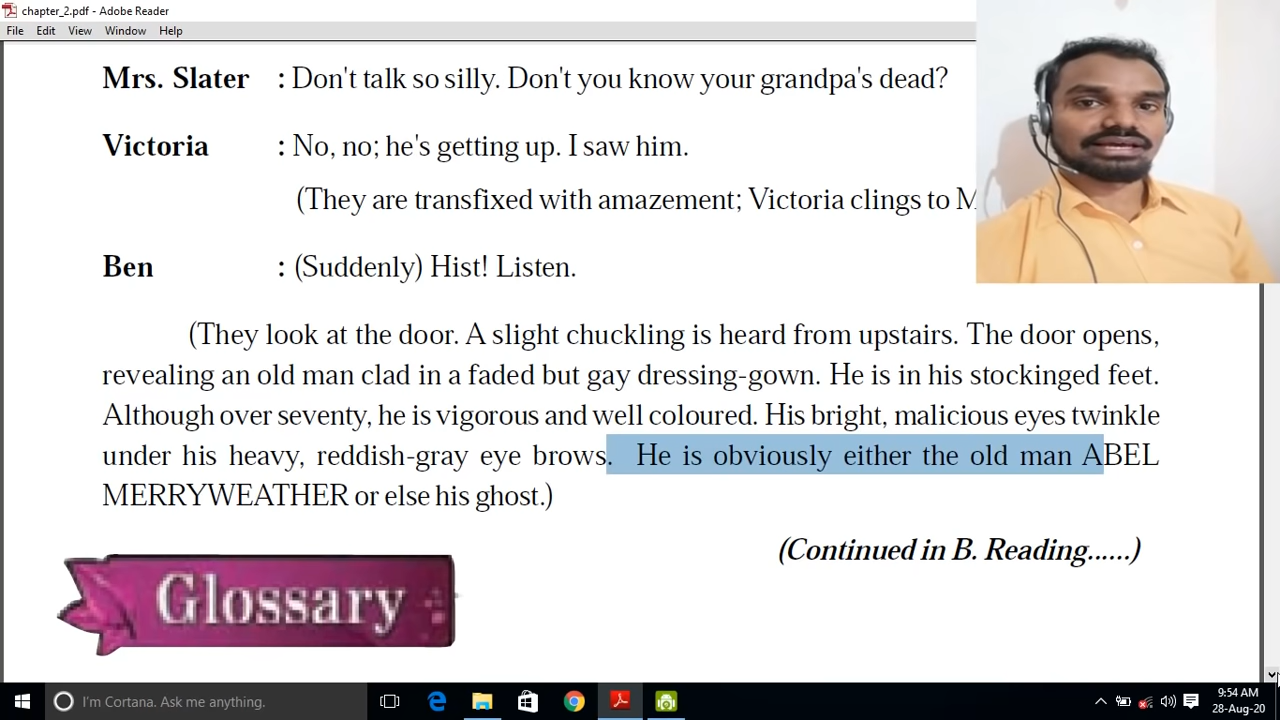 chapter_2.pdf - Adobe Reader
File Edit View Window Help
Mrs. Slater : Don't talk so silly. Don't you know your grandpa's dead?
Victoria : No, no; he's getting up. I saw him.
(They are transfixed with amazement; Victoria clings to M
Ben : (Suddenly) Hist! Listen.
(They look at the door. A slight chuckling is heard from upstairs. The door opens,
revealing an old man clad in a faded but gay dressing-gown. He is in his stockinged feet.
Although over seventy, he is vigorous and well coloured. His bright, malicious eyes twinkle
under his heavy, reddish-gray eye brows. He is obviously either the old man ABEL
MERRYWEATHER or else his ghost.)
(Continued in B. Reading......)
Glossary
I'm Cortana. Ask me anything.
9:54 AM
28-Aug-20